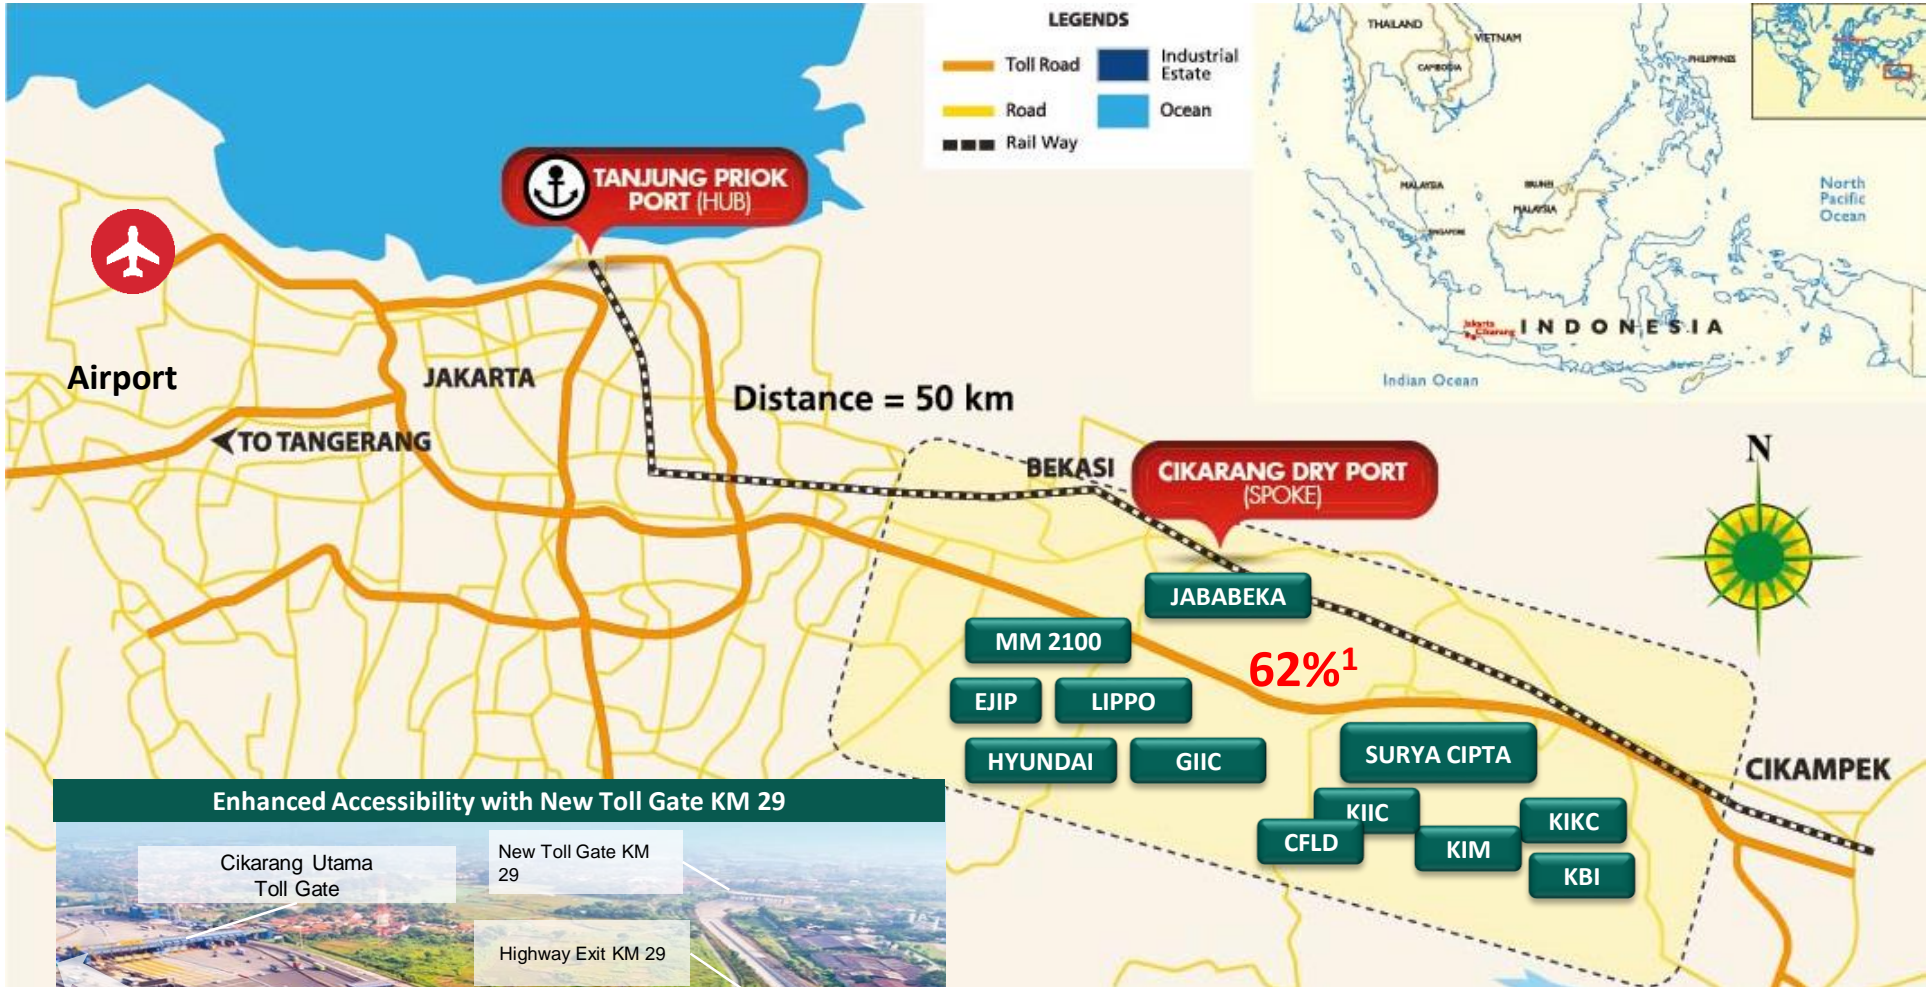 LEGENDS
Toll Road
Industrial
Estate
Road
Ocean
Rail Way
THAILAND
VIETNAM
CAMBODIA
PHILIPPINES
MALAYSIA
BRUNEI
MALAYSIA
SINGAPORE
North
Pacific
Ocean
Jakarta
Cikarang
INDONESIA
Indian Ocean
TANJUNG PRIOK
PORT (HUB)
Airport
JAKARTA
Distance = 50 km
TO TANGERANG
BEKASI
CIKARANG DRY PORT
(SPOKE)
N
JABABEKA
MM 2100
62%¹
EJIP
LIPPO
HYUNDAI
GIIC
SURYA CIPTA
CIKAMPEK
KIIC
KIKC
CFLD
KIM
KBI
Enhanced Accessibility with New Toll Gate KM 29
Cikarang Utama
Toll Gate
New Toll Gate KM
29
Highway Exit KM 29